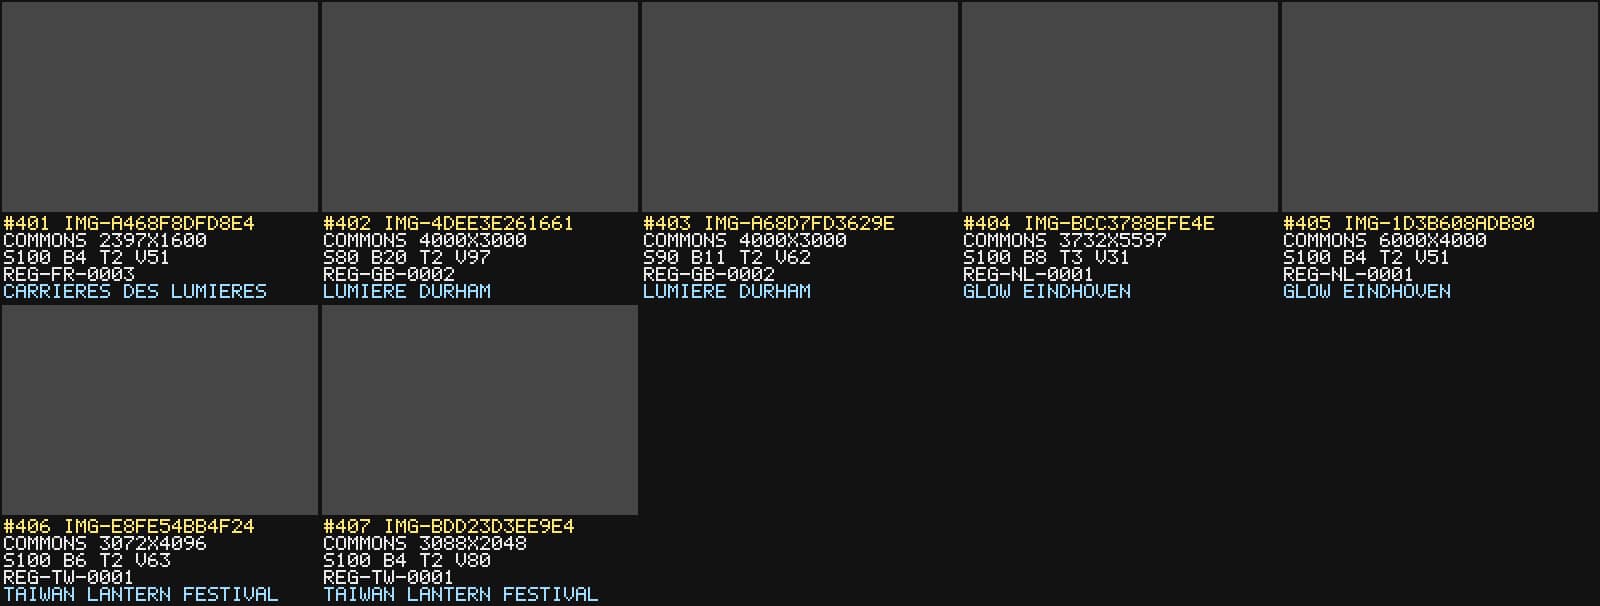 #401 IMG-A468F8DFD8E4
COMMONS 2397X1600
S100 B4 T2 V51
REG-FR-0003
CARRIERES DES LUMIERES
#402 IMG-4DEE3E261661
COMMONS 4000X3000
S80 B20 T2 V97
REG-GB-0002
LUMIERE DURHAM
#403 IMG-A68D7FD3629E
COMMONS 4000X3000
S90 B11 T2 V62
REG-GB-0002
LUMIERE DURHAM
#404 IMG-BCC3788EFE4E
COMMONS 3732X5597
S100 B8 T3 V31
REG-NL-0001
GLOW EINDHOVEN
#405 IMG-1D3B608ADB80
COMMONS 6000X4000
S100 B4 T2 V51
REG-NL-0001
GLOW EINDHOVEN
#406 IMG-E8FE54BB4F24
COMMONS 3072X4096
S100 B6 T2 V63
REG-TW-0001
TAIWAN LANTERN FESTIVAL
#407 IMG-BDD23D3EE9E4
COMMONS 3088X2048
S100 B4 T2 V80
REG-TW-0001
TAIWAN LANTERN FESTIVAL